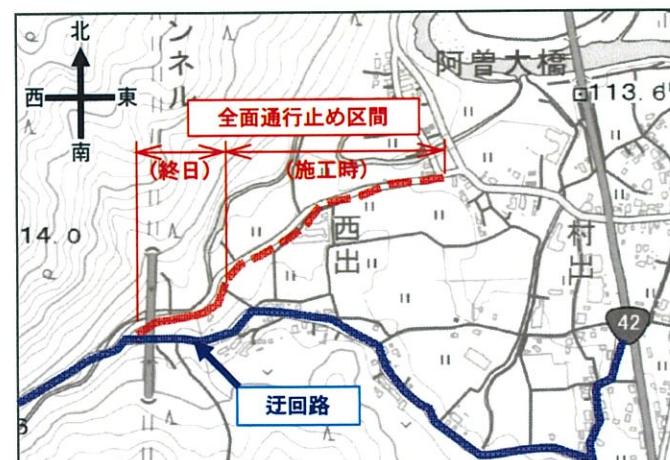 北
西 東
南
ンネル
阿曽大橋
113.6
全面通行止め区間
(終日)
(施工時)
14.0
西出
村出
42
迂回路